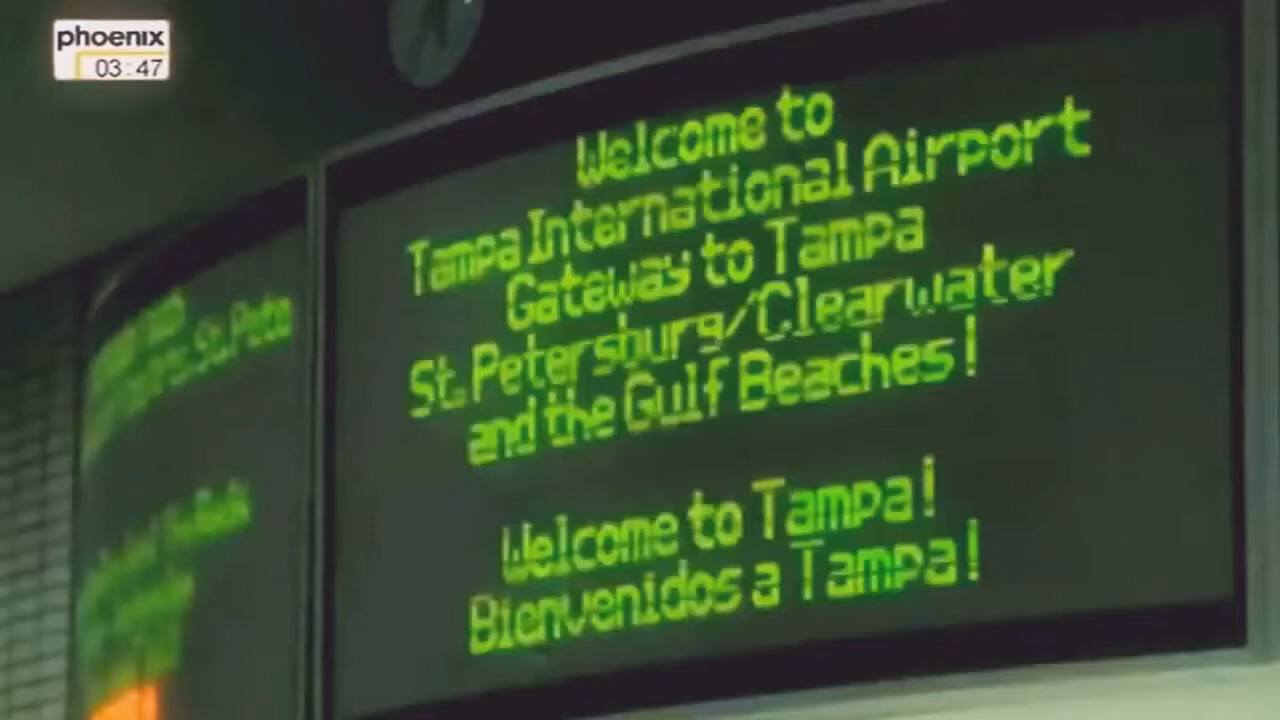 phoenix
03:47
Welcome to
Tampa International Airport
Gateway to Tampa
St. Petersburg/Clearwater
and the Gulf Beaches!
Welcome to Tampa!
Bienvenidos a Tampa!